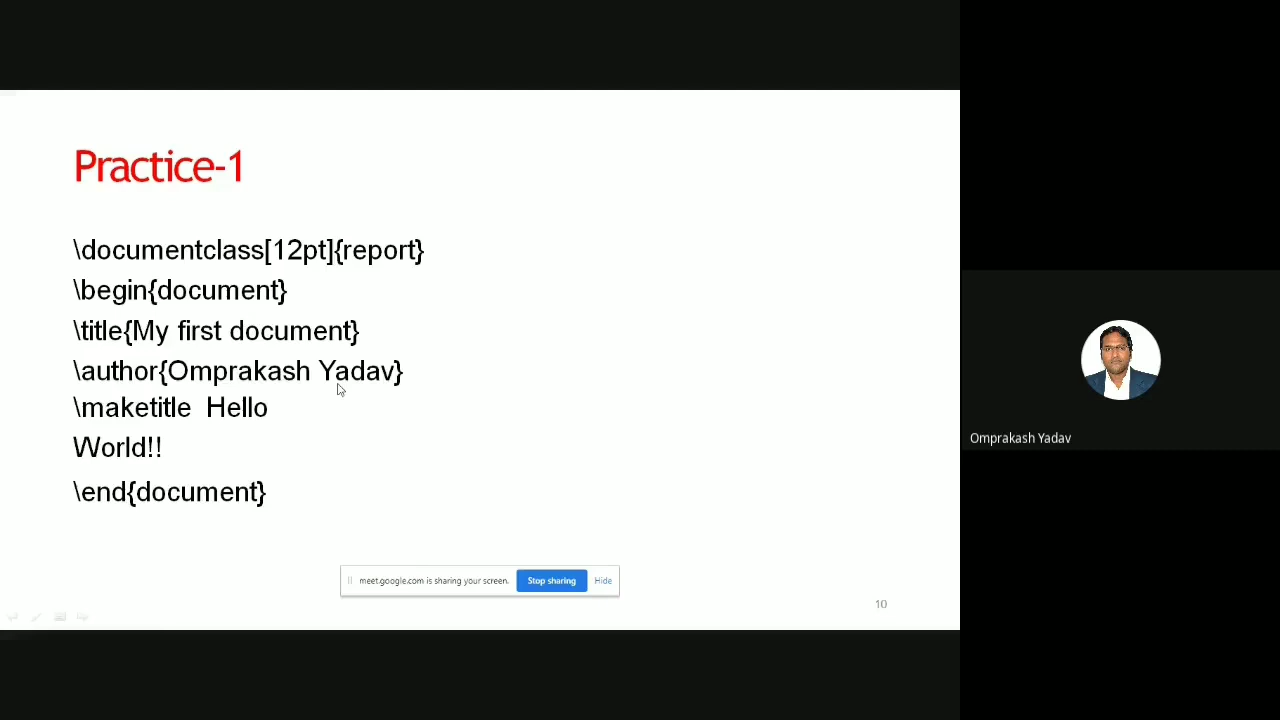 Practice-1
\documentclass[12pt]{report}
\begin{document}
\title{My first document}
\author{Omprakash Yadav}
\maketitle Hello
World!!
\end{document}
meet.google.com is sharing your screen. Stop sharing Hide
10
Omprakash Yadav